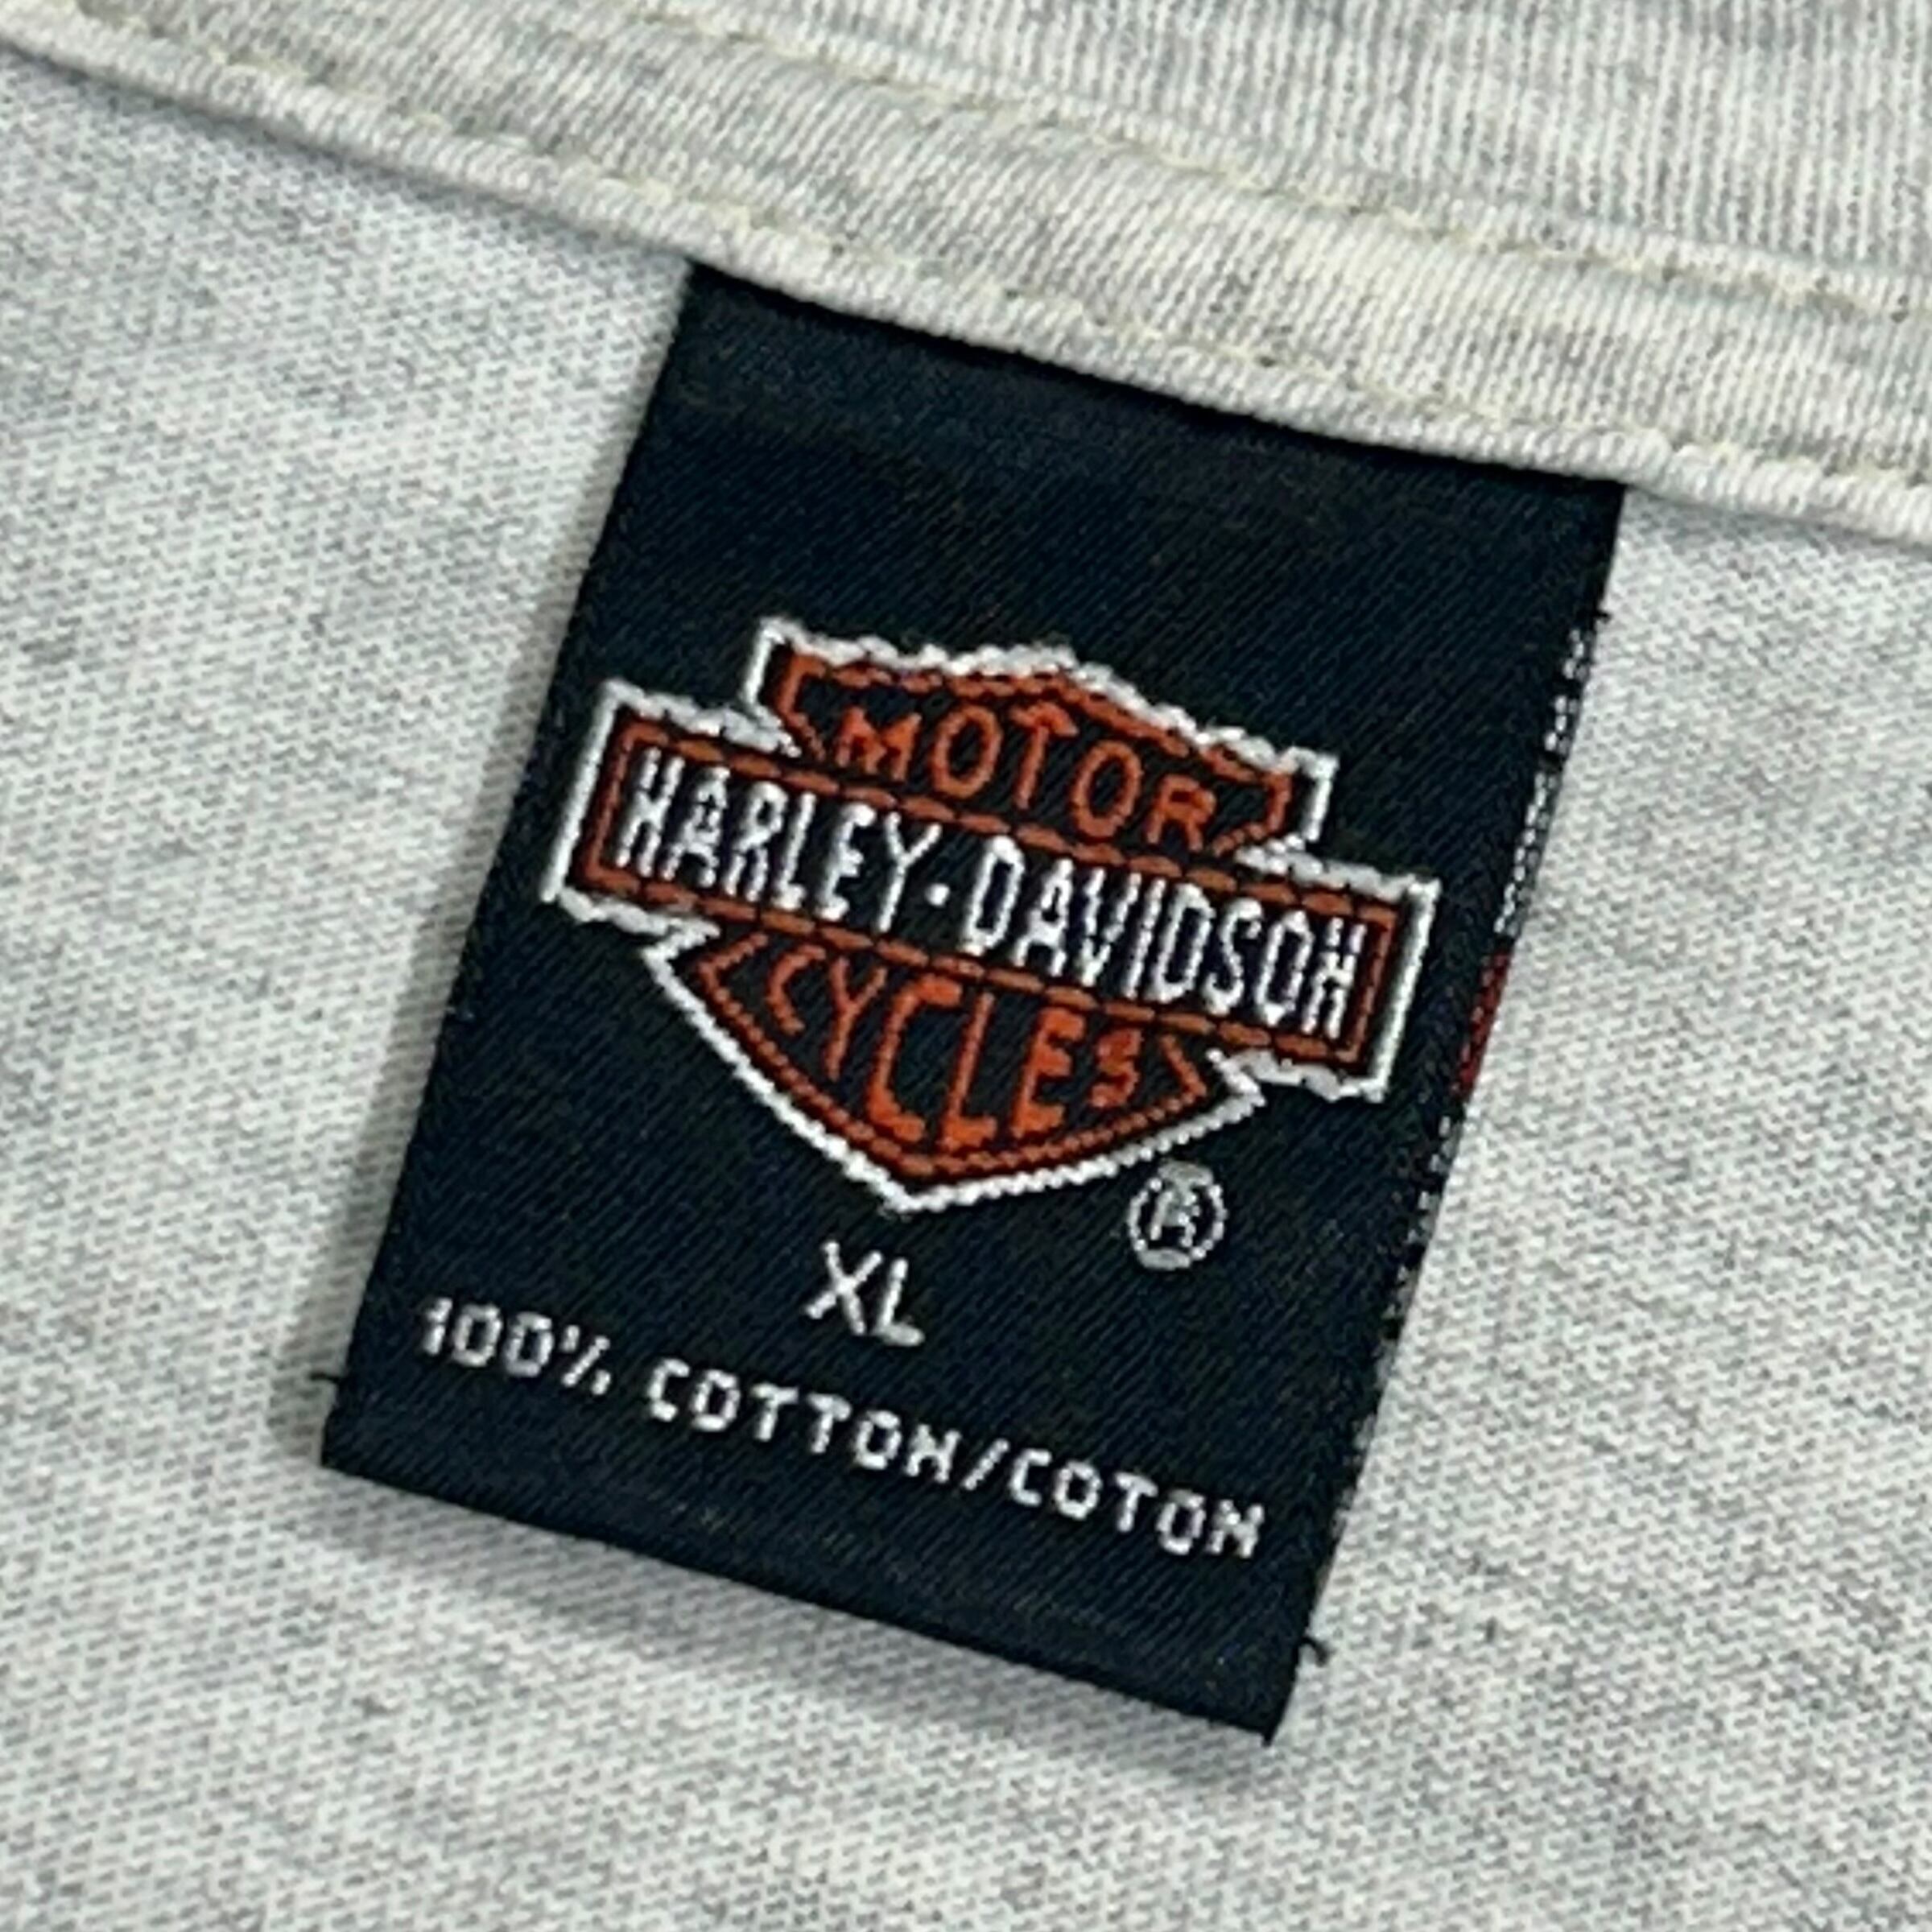 MOTOR
HARLEY-DAVIDSON
CYCLES
®
XL
100% COTTON/COTON